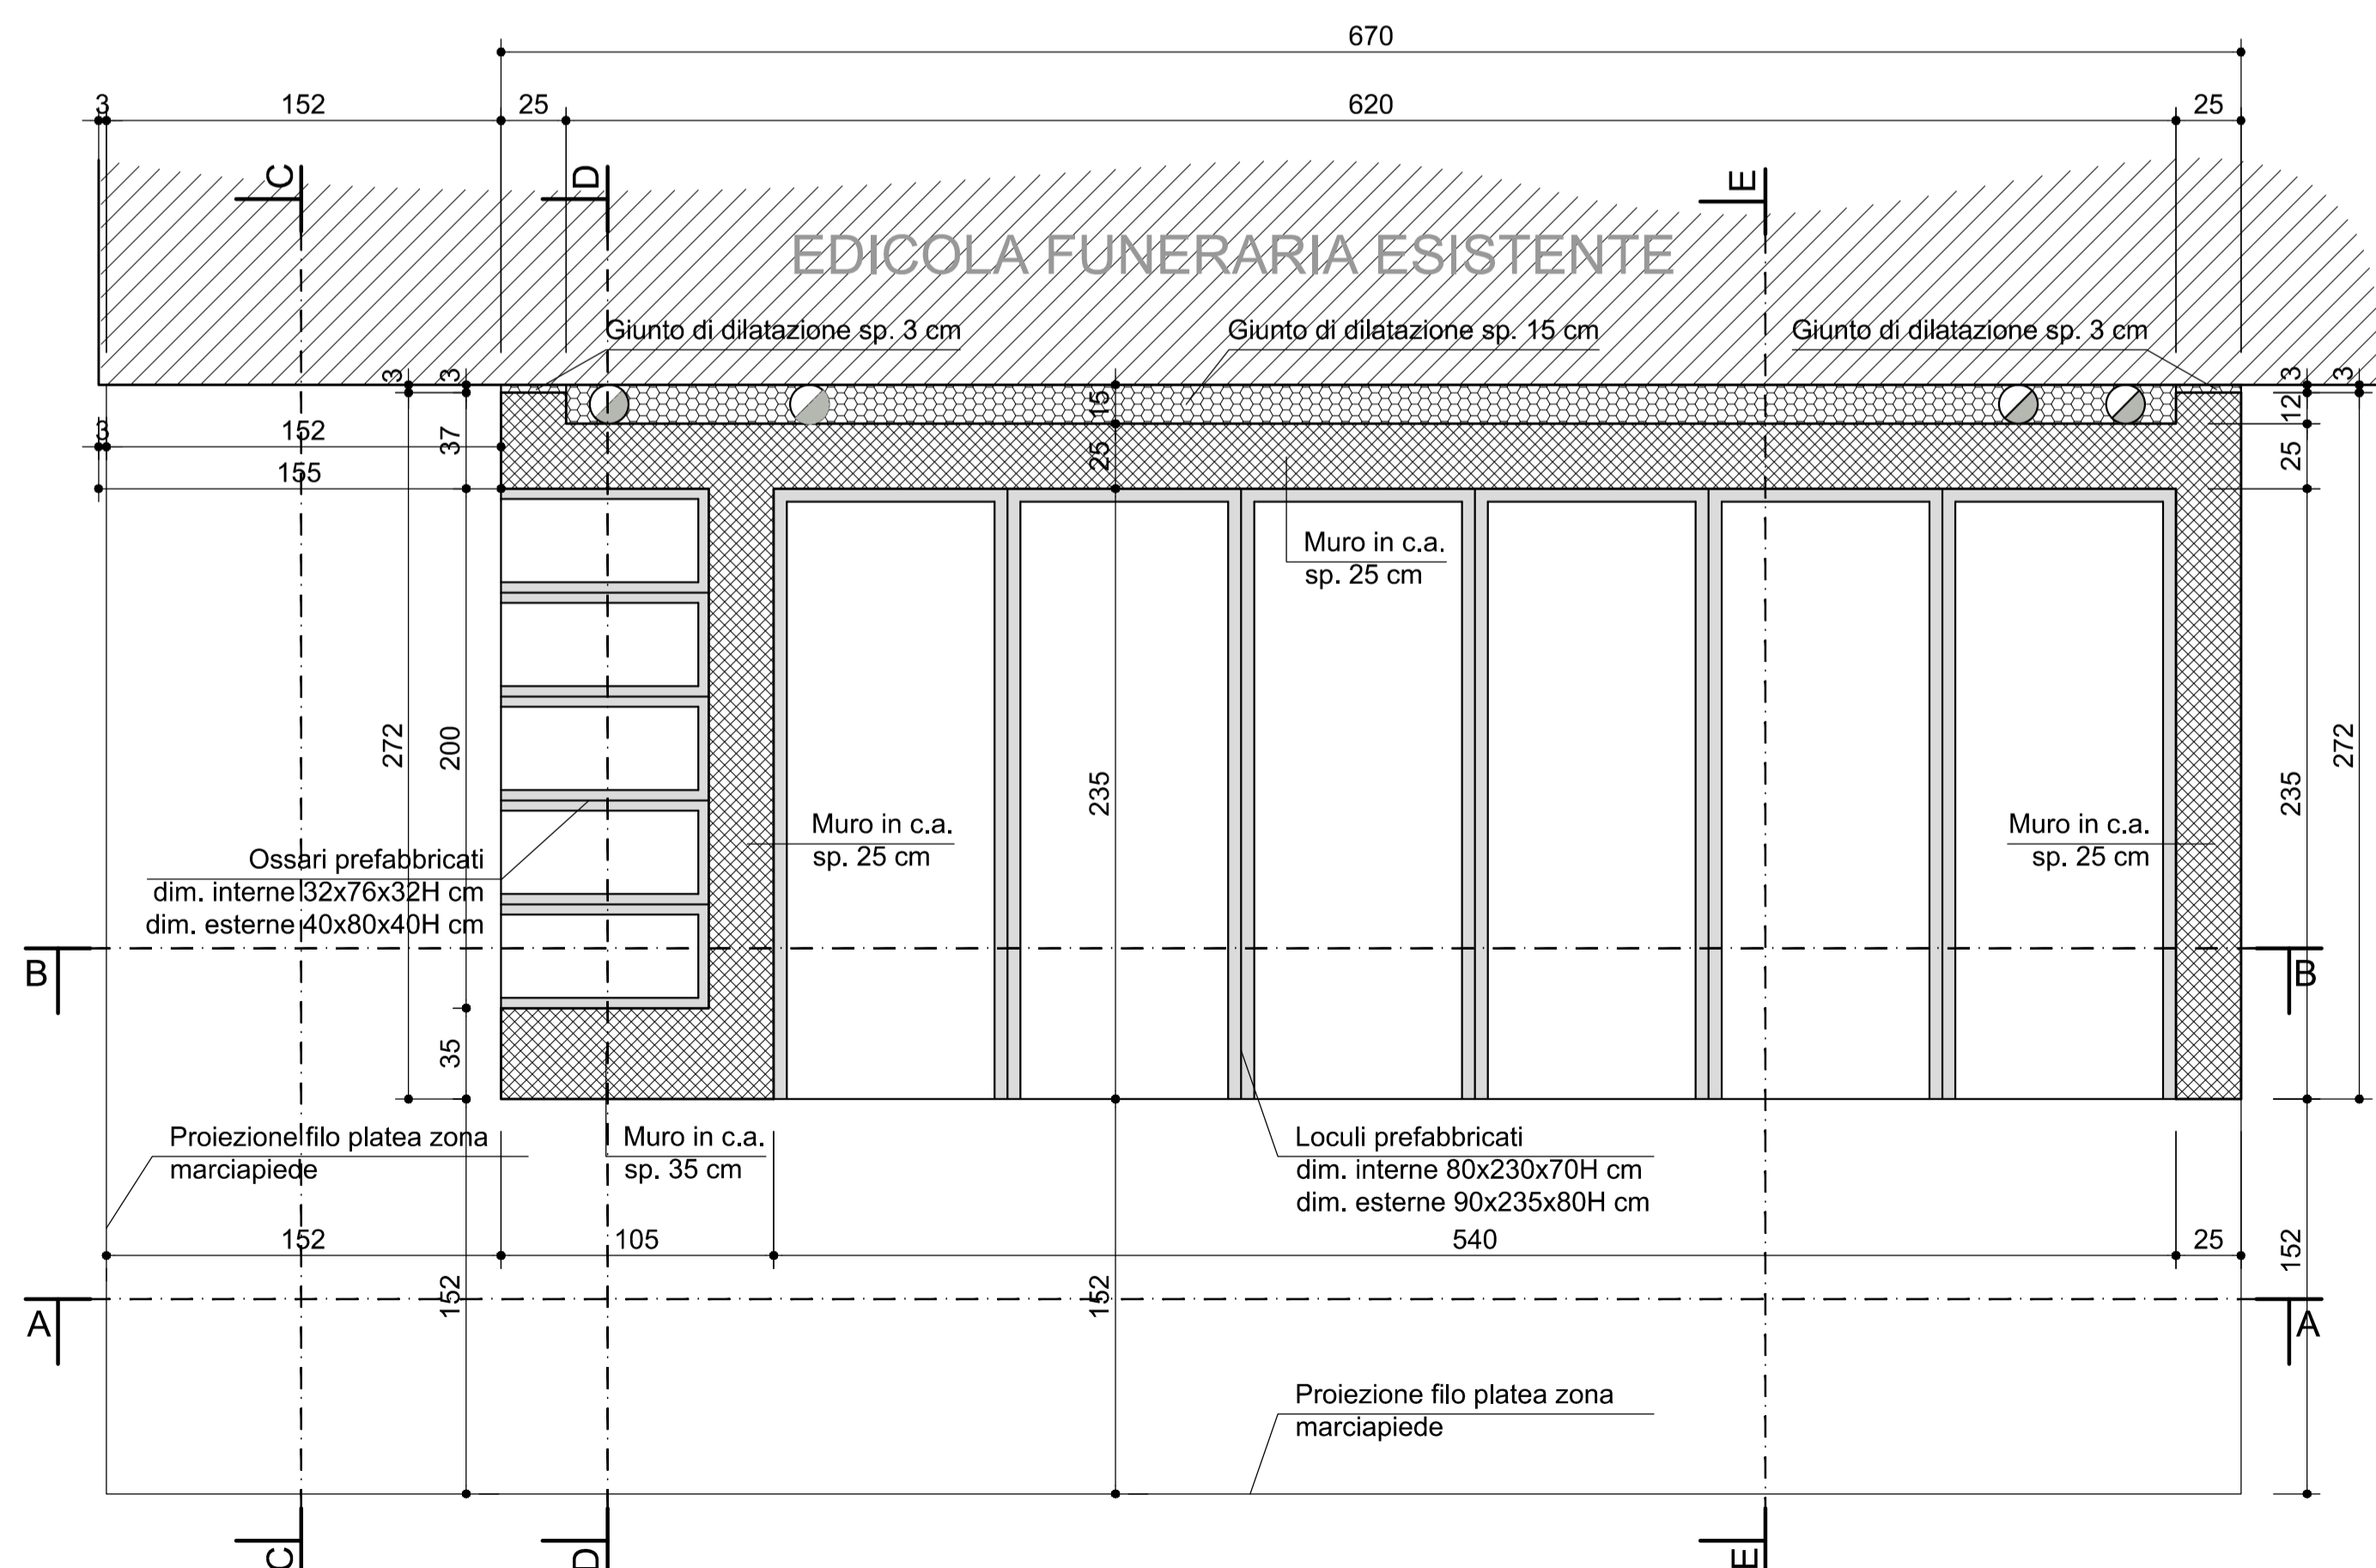 670
3
152
25
620
25
C
D
E
EDICOLA FUNERARIA ESISTENTE
Giunto di dilatazione sp. 3 cm
Giunto di dilatazione sp. 15 cm
Giunto di dilatazione sp. 3 cm
3
3
15
3
3
12
3
152
37
25
25
155
Muro in c.a.
sp. 25 cm
272
200
235
235
272
Muro in c.a.
sp. 25 cm
Muro in c.a.
sp. 25 cm
Ossari prefabbricati
dim. interne 32x76x32H cm
dim. esterne 40x80x40H cm
B
B
35
Proiezione filo platea zona
marciapiede
Muro in c.a.
sp. 35 cm
Loculi prefabbricati
dim. interne 80x230x70H cm
dim. esterne 90x235x80H cm
152
105
540
25
152
152
152
A
A
Proiezione filo platea zona
marciapiede
C
D
E